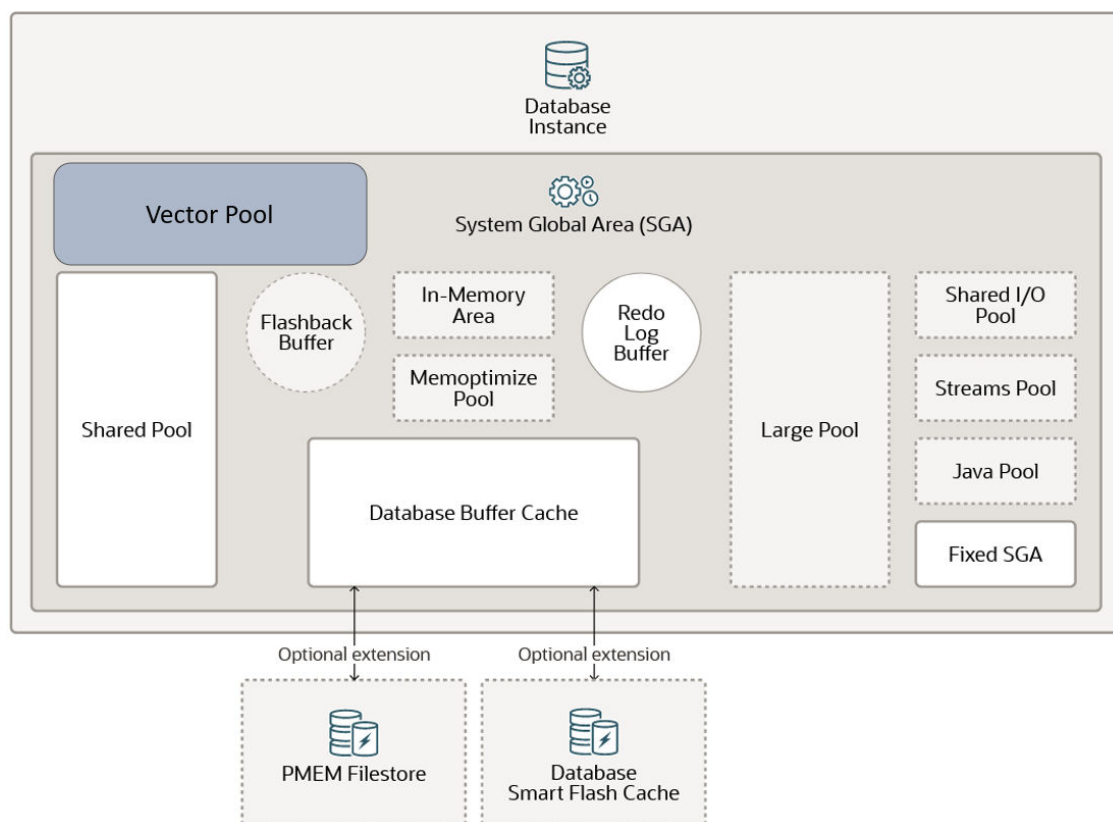 Database
Instance
Vector Pool
System Global Area (SGA)
Shared Pool
Flashback
Buffer
In-Memory
Area
Memoptimize
Pool
Redo
Log
Buffer
Database Buffer Cache
Large Pool
Shared I/O
Pool
Streams Pool
Java Pool
Fixed SGA
Optional extension
Optional extension
PMEM Filestore
Database
Smart Flash Cache